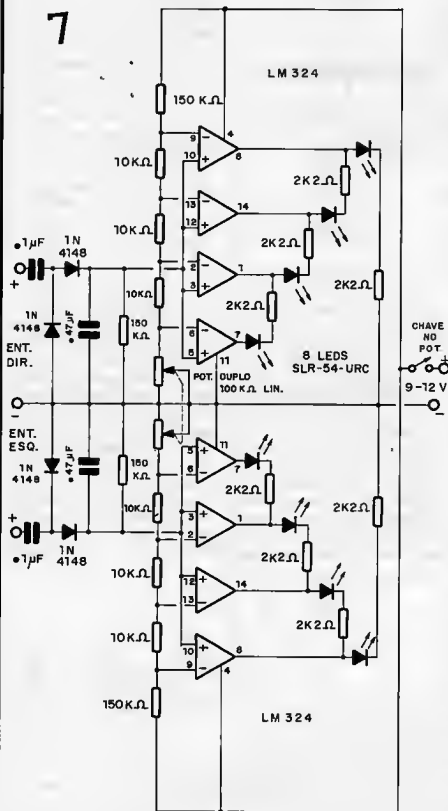 7
LM 324
150 KΩ
4
9
−
8
10
+
10KΩ
2K2Ω
13
−
14
12
+
10KΩ
2K2Ω
2K2Ω
.1µF
1N
4148
2
−
1
3
+
10KΩ
2K2Ω
+
1N
4148
.47µF
150
KΩ
6
−
7
5
+
11
8 LEDS
SLR-54-URC
CHAVE
NO
POT.
+
9-12 V
−
ENT.
DIR.
POT. DUPLO
100 KΩ LIN.
−
ENT.
ESQ.
1N
4148
.47µF
150
KΩ
11
5
+
7
6
−
2K2Ω
2K2Ω
10KΩ
3
+
1
2
−
+
.1µF
1N
4148
2K2Ω
10KΩ
12
+
14
13
−
2K2Ω
10KΩ
10
+
8
9
−
4
150KΩ
LM 324